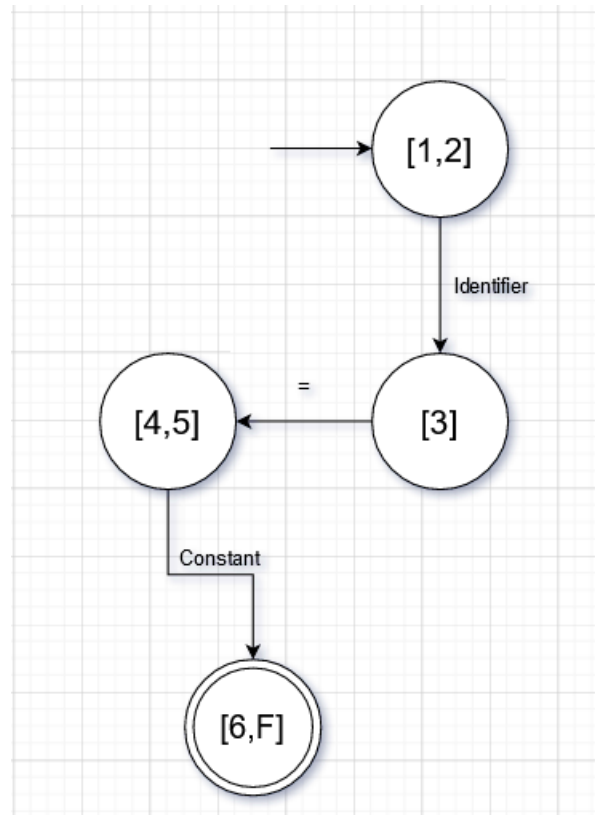 [1,2]
Identifier
=
[4,5]
[3]
Constant
[6,F]